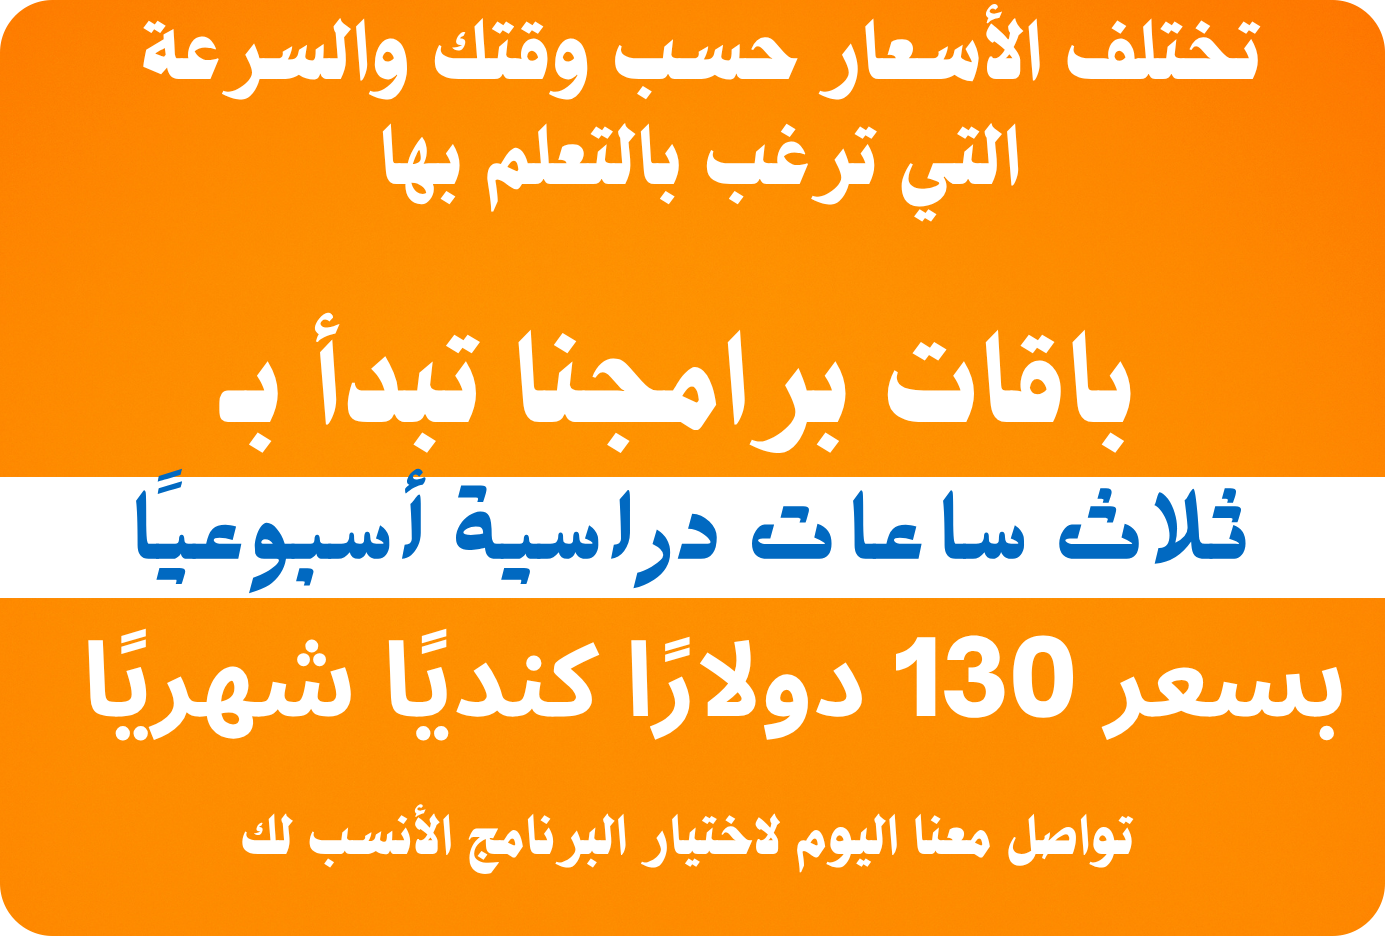 تختلف الأسعار حسب وقتك والسرعة
التي ترغب بالتعلم بها
باقات برامجنا تبدأ بـ
ثلاث ساعات دراسية أسبوعيًا
بسعر 130 دولارًا كنديًا شهريًا
تواصل معنا اليوم لاختيار البرنامج الأنسب لك